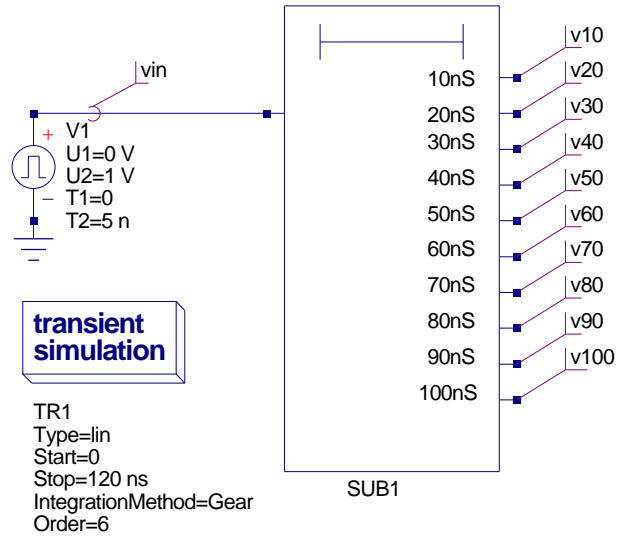 vin
+
V1
U1=0 V
U2=1 V
−
T1=0
T2=5 n
10nS
20nS
30nS
40nS
50nS
60nS
70nS
80nS
90nS
100nS
v10
v20
v30
v40
v50
v60
v70
v80
v90
v100
SUB1
transient
simulation
TR1
Type=lin
Start=0
Stop=120 ns
IntegrationMethod=Gear
Order=6